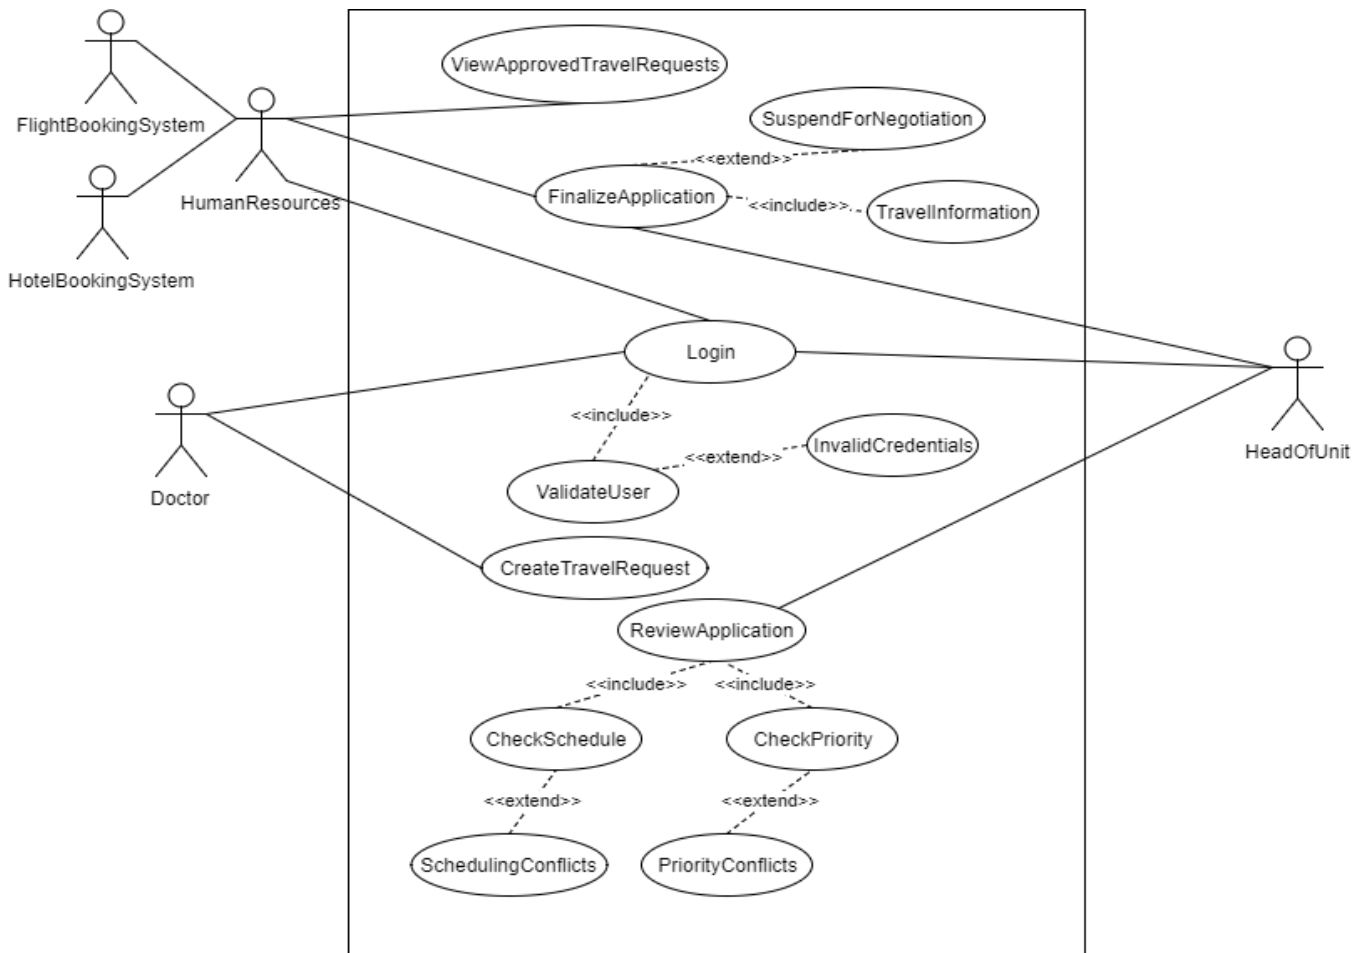 ViewApprovedTravelRequests
SuspendForNegotiation
FlightBookingSystem
<<extend>>
FinalizeApplication
HumanResources
<<include>>
TravelInformation
HotelBookingSystem
Login
<<include>>
InvalidCredentials
HeadOfUnit
<<extend>>
ValidateUser
Doctor
CreateTravelRequest
ReviewApplication
<<include>>
<<include>>
CheckSchedule
CheckPriority
<<extend>>
<<extend>>
SchedulingConflicts
PriorityConflicts